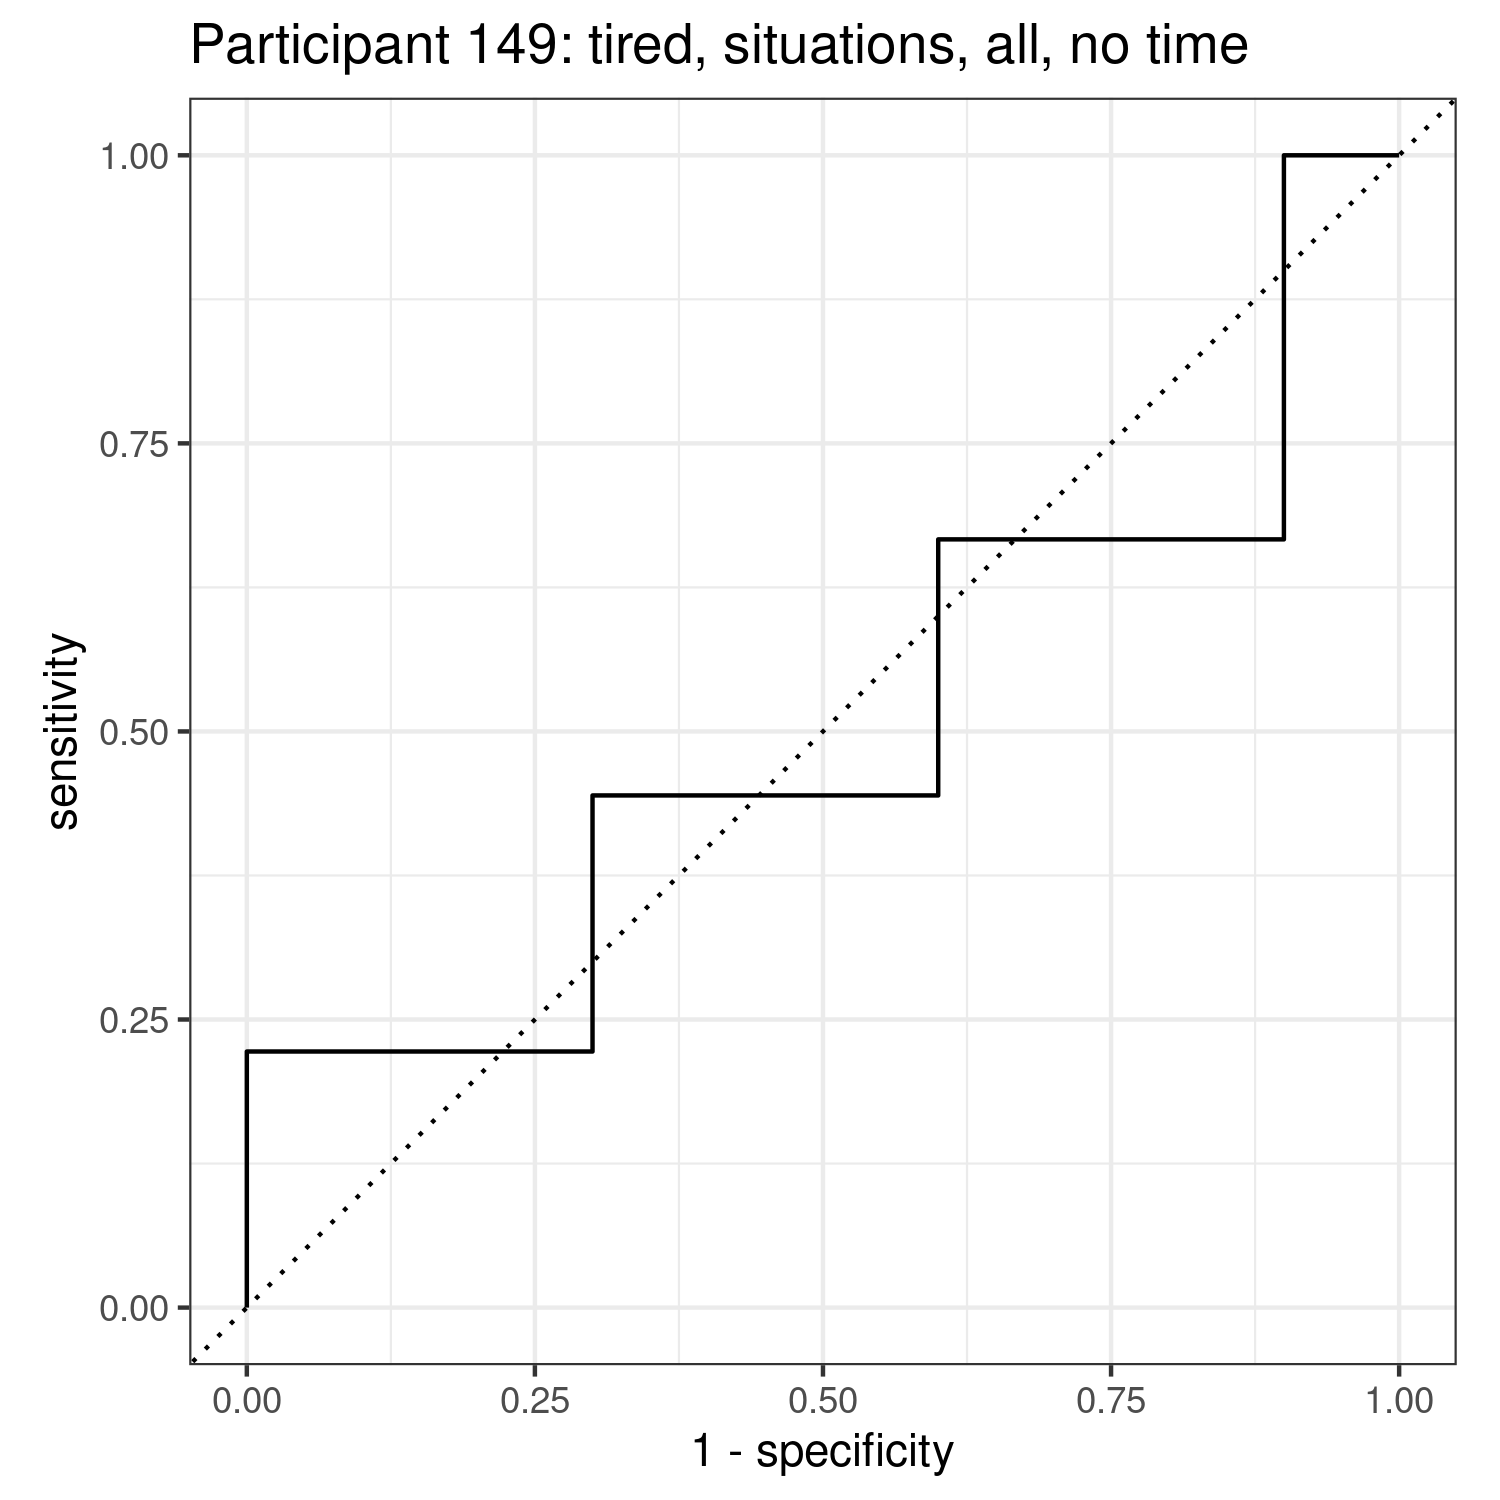 Participant 149: tired, situations, all, no time
1.00
0.75
0.50
0.25
0.00
sensitivity
0.00 0.25 0.50 0.75 1.00
1 - specificity